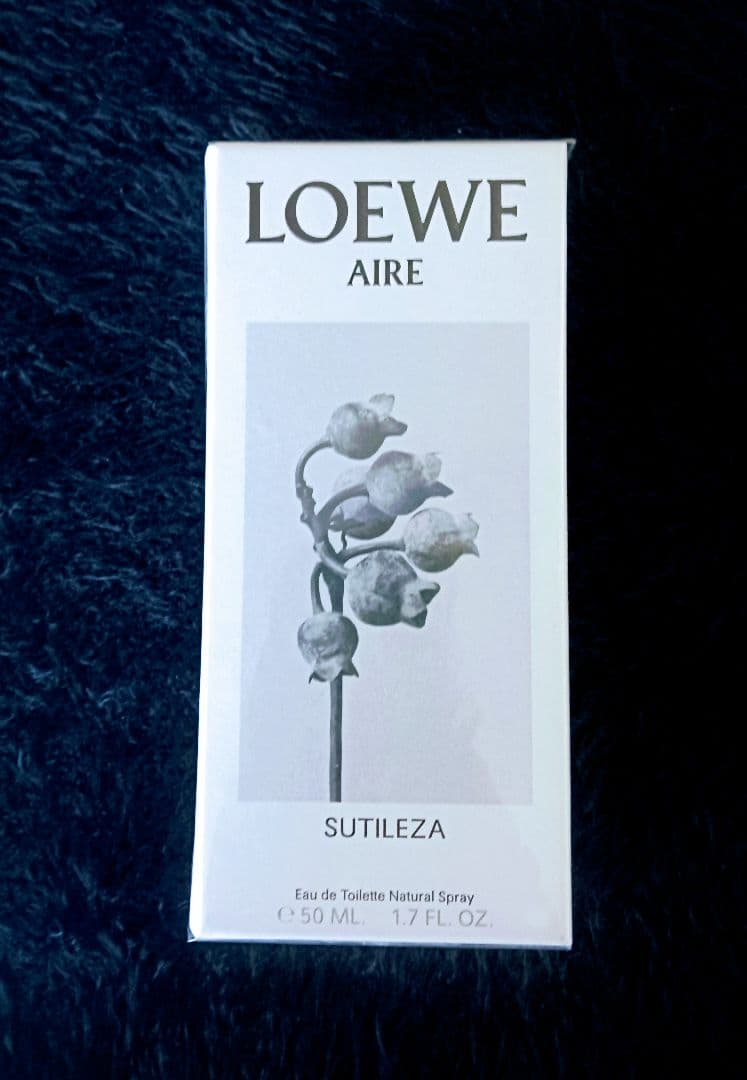 LOEWE
AIRE
SUTILEZA
Eau de Toilette Natural Spray
℮ 50 ML. 1.7 FL. OZ.